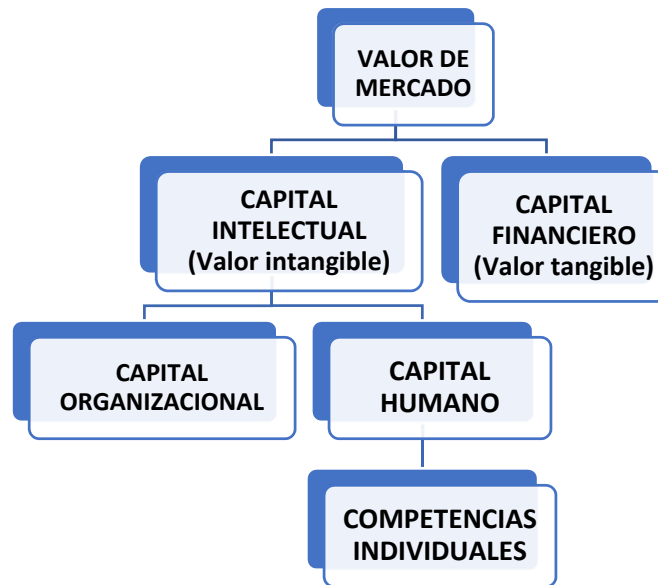 VALOR DE
MERCADO
CAPITAL
INTELECTUAL
(Valor intangible)
CAPITAL
FINANCIERO
(Valor tangible)
CAPITAL
ORGANIZACIONAL
CAPITAL
HUMANO
COMPETENCIAS
INDIVIDUALES